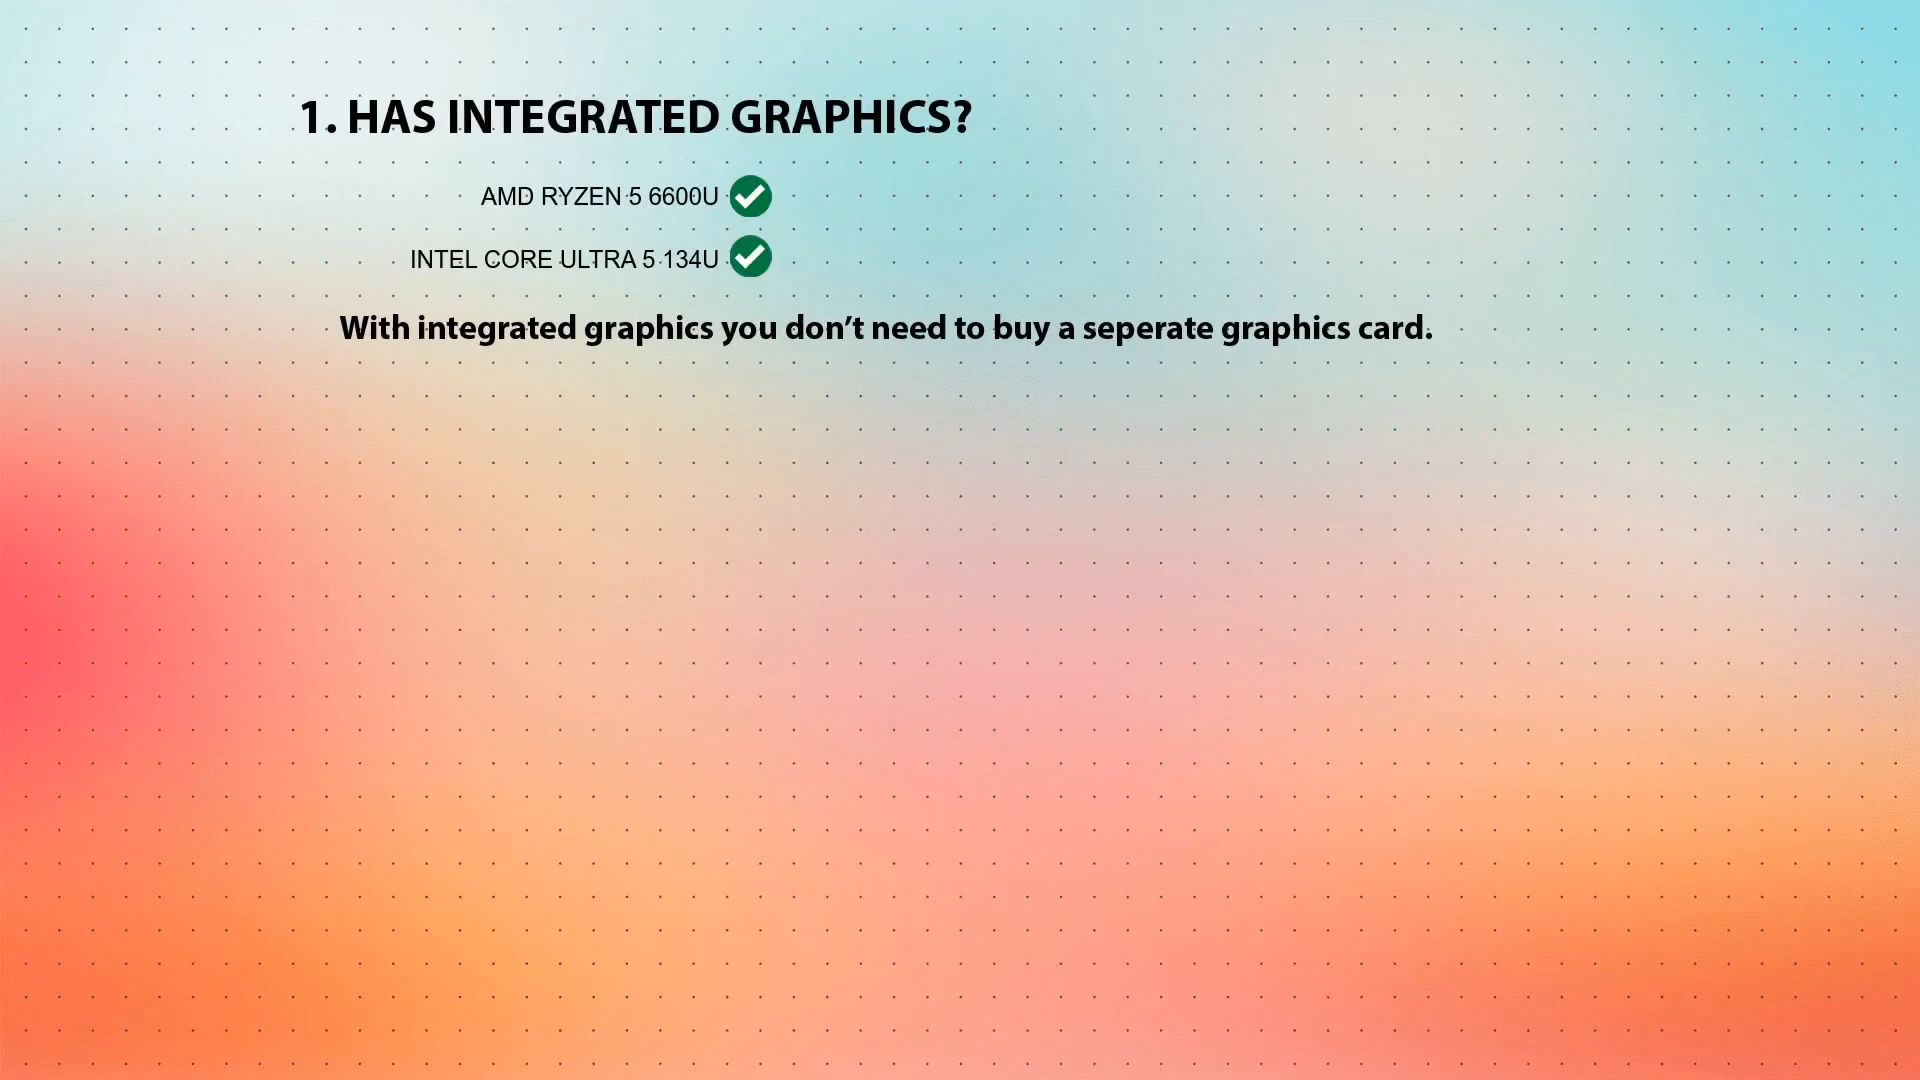 1. HAS INTEGRATED GRAPHICS?
AMD RYZEN 5 6600U
INTEL CORE ULTRA 5 134U
With integrated graphics you don’t need to buy a seperate graphics card.